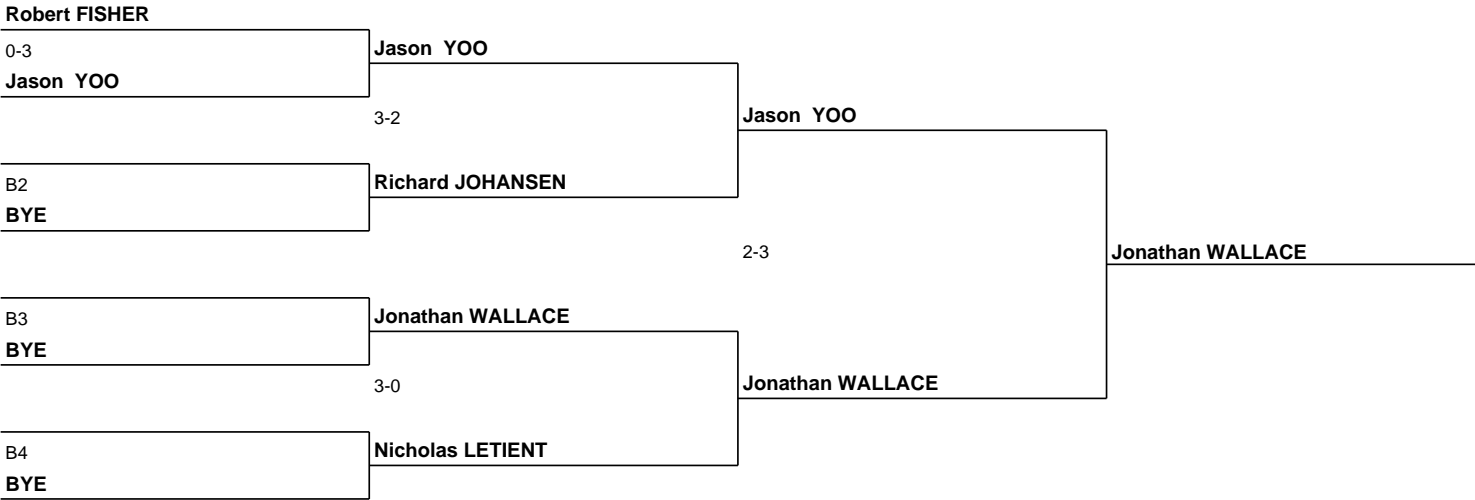 Robert FISHER
0-3
Jason  YOO
Jason  YOO
3-2
Jason  YOO
B2
BYE
Richard JOHANSEN
2-3
Jonathan WALLACE
B3
BYE
Jonathan WALLACE
3-0
Jonathan WALLACE
B4
BYE
Nicholas LETIENT